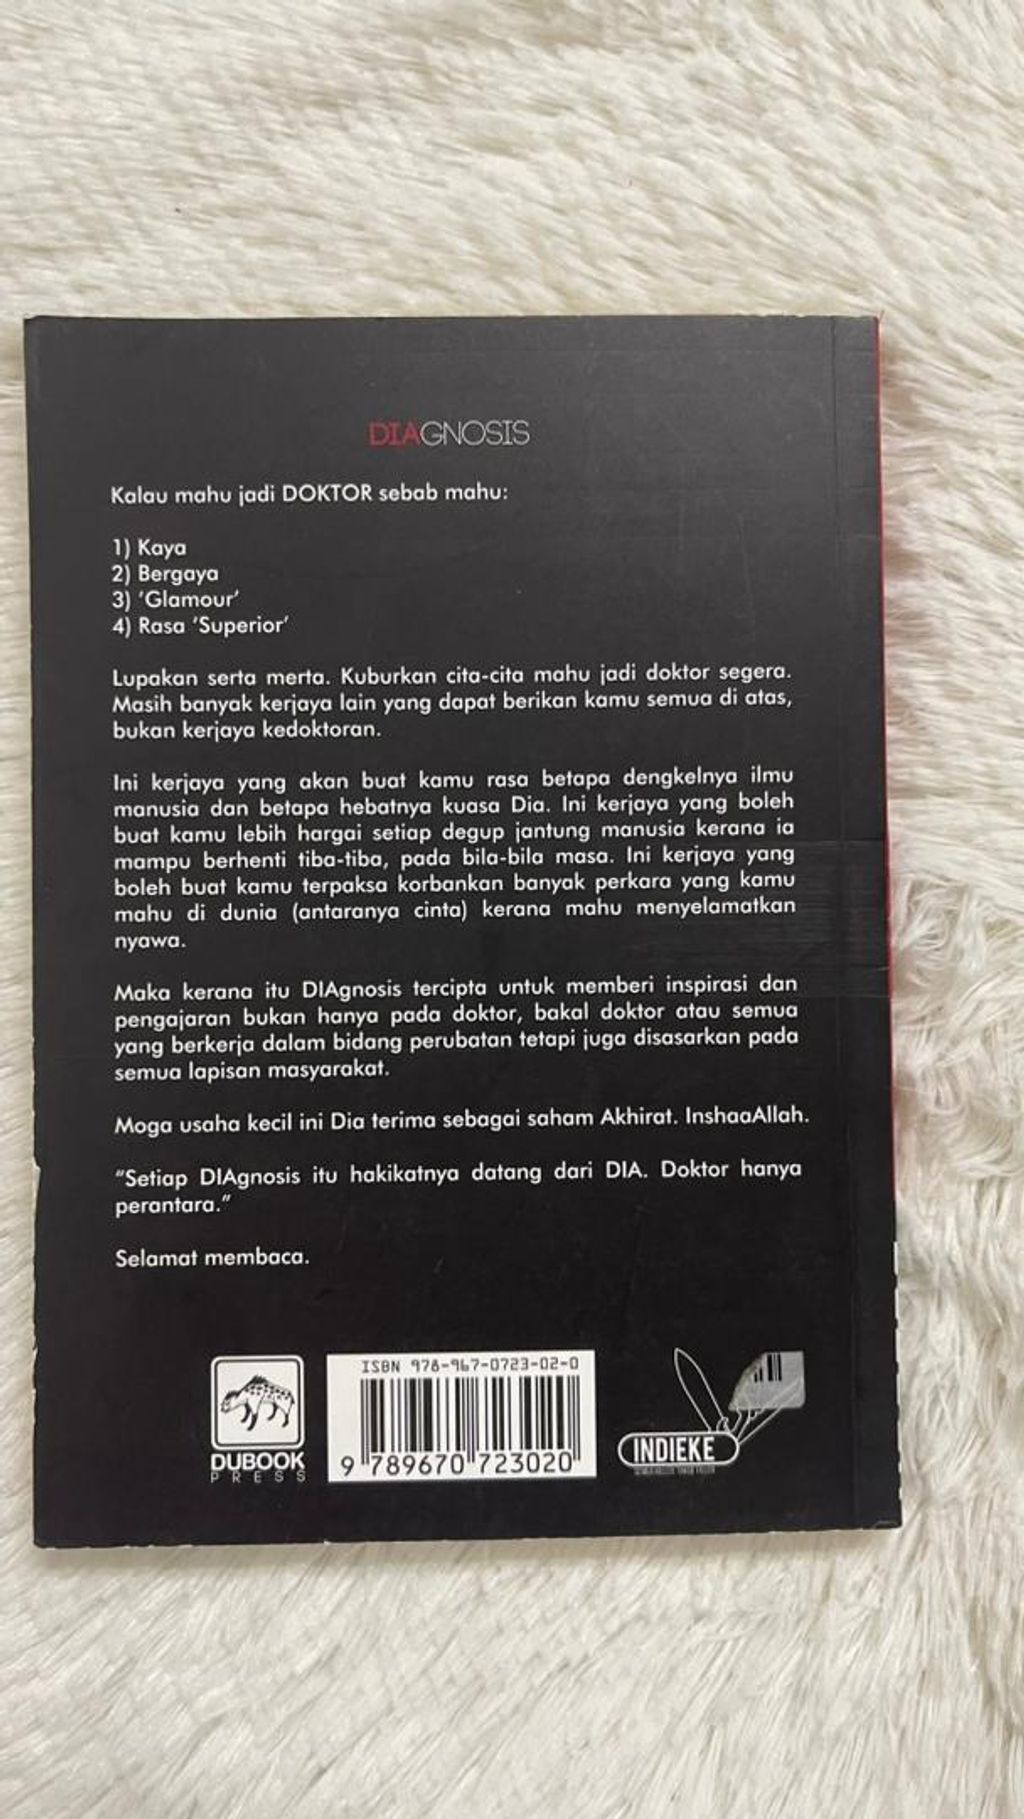 DIAGNOSIS
Kalau mahu jadi DOKTOR sebab mahu:
1) Kaya
2) Bergaya
3) ‘Glamour’
4) Rasa ‘Superior’
Lupakan serta merta. Kuburkan cita-cita mahu jadi doktor segera.
Masih banyak kerjaya lain yang dapat berikan kamu semua di atas,
bukan kerjaya kedoktoran.
Ini kerjaya yang akan buat kamu rasa betapa dengkelnya ilmu
manusia dan betapa hebatnya kuasa Dia. Ini kerjaya yang boleh
buat kamu lebih hargai setiap degup jantung manusia kerana ia
mampu berhenti tiba-tiba, pada bila-bila masa. Ini kerjaya yang
boleh buat kamu terpaksa korbankan banyak perkara yang kamu
mahu di dunia (antaranya cinta) kerana mahu menyelamatkan
nyawa.
Maka kerana itu DIAgnosis tercipta untuk memberi inspirasi dan
pengajaran bukan hanya pada doktor, bakal doktor atau semua
yang berkerja dalam bidang perubatan tetapi juga disasarkan pada
semua lapisan masyarakat.
Moga usaha kecil ini Dia terima sebagai saham Akhirat. InshaaAllah.
“Setiap DIAgnosis itu hakikatnya datang dari DIA. Doktor hanya
perantara.”
Selamat membaca.
ISBN 978-967-0723-02-0
9 789670 723020
DUBOOK
PRESS
INDIEKE